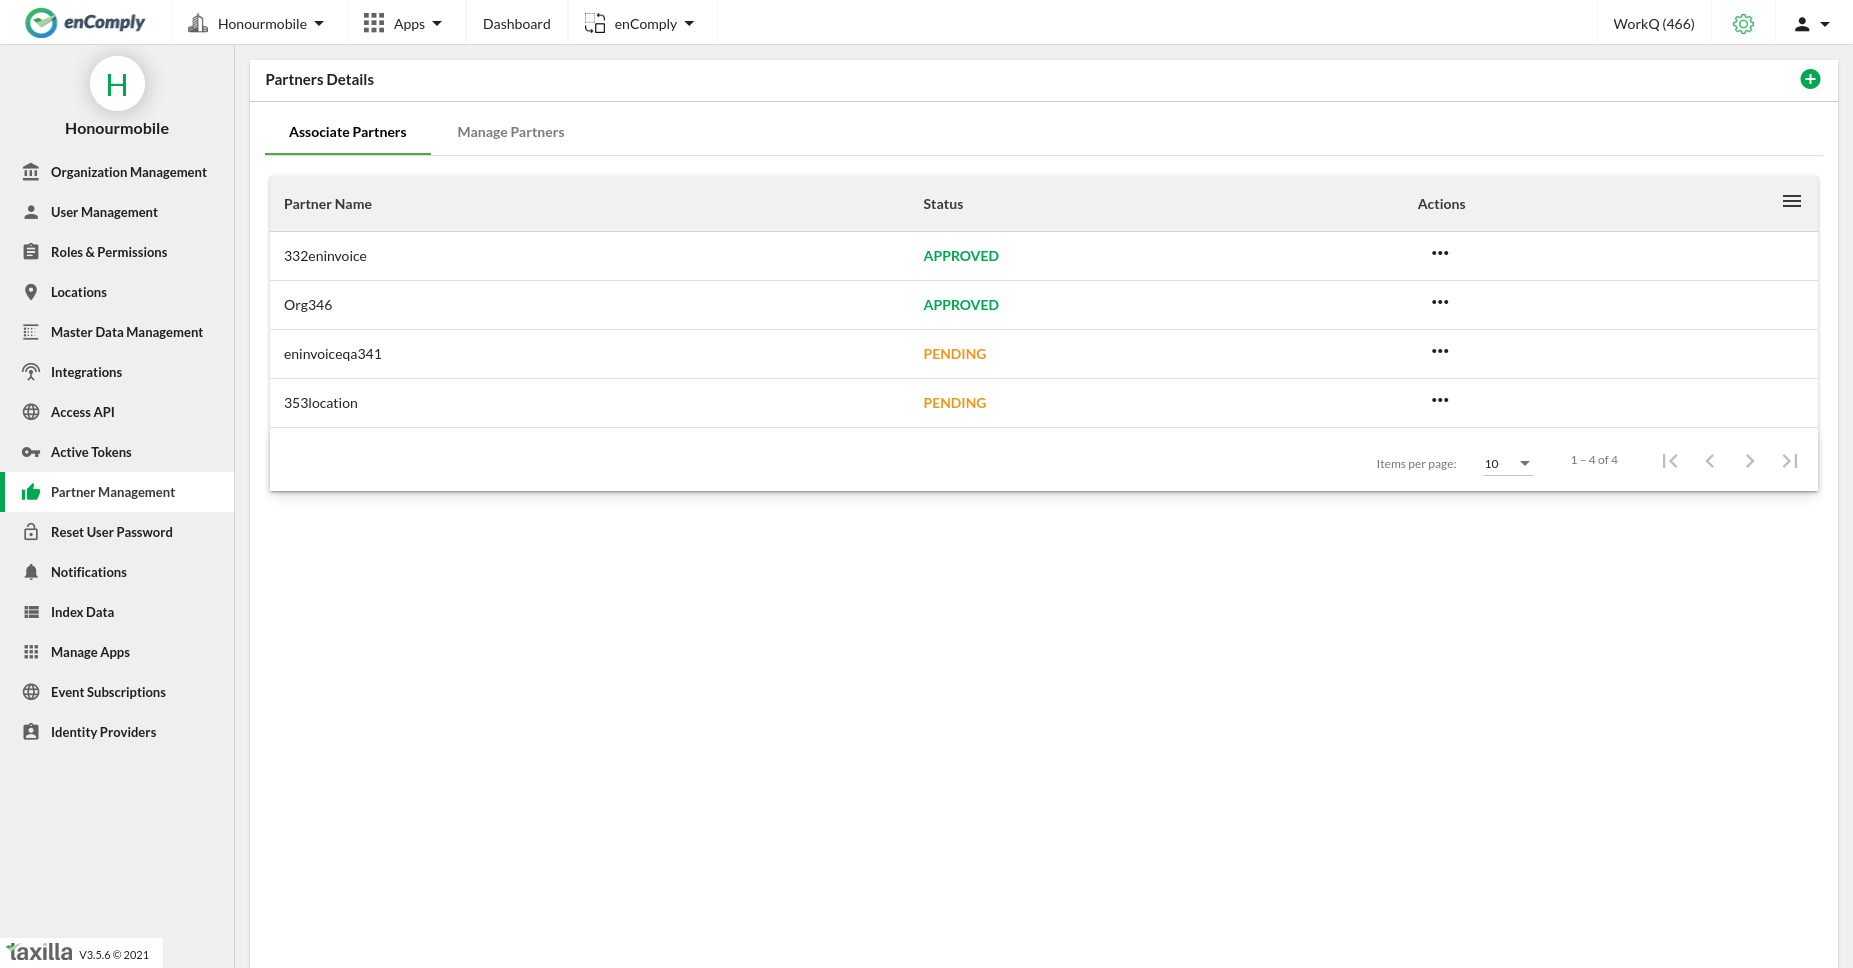 enComply
Honourmobile
Apps
Dashboard
enComply
WorkQ (466)
H
Honourmobile
Organization Management
User Management
Roles & Permissions
Locations
Master Data Management
Integrations
Access API
Active Tokens
Partner Management
Reset User Password
Notifications
Index Data
Manage Apps
Event Subscriptions
Identity Providers
taxilla V3.5.6 © 2021
Partners Details
Associate Partners
Manage Partners
Partner Name Status Actions
332eninvoice APPROVED
Org346 APPROVED
eninvoiceqa341 PENDING
353location PENDING
Items per page: 10 1 – 4 of 4